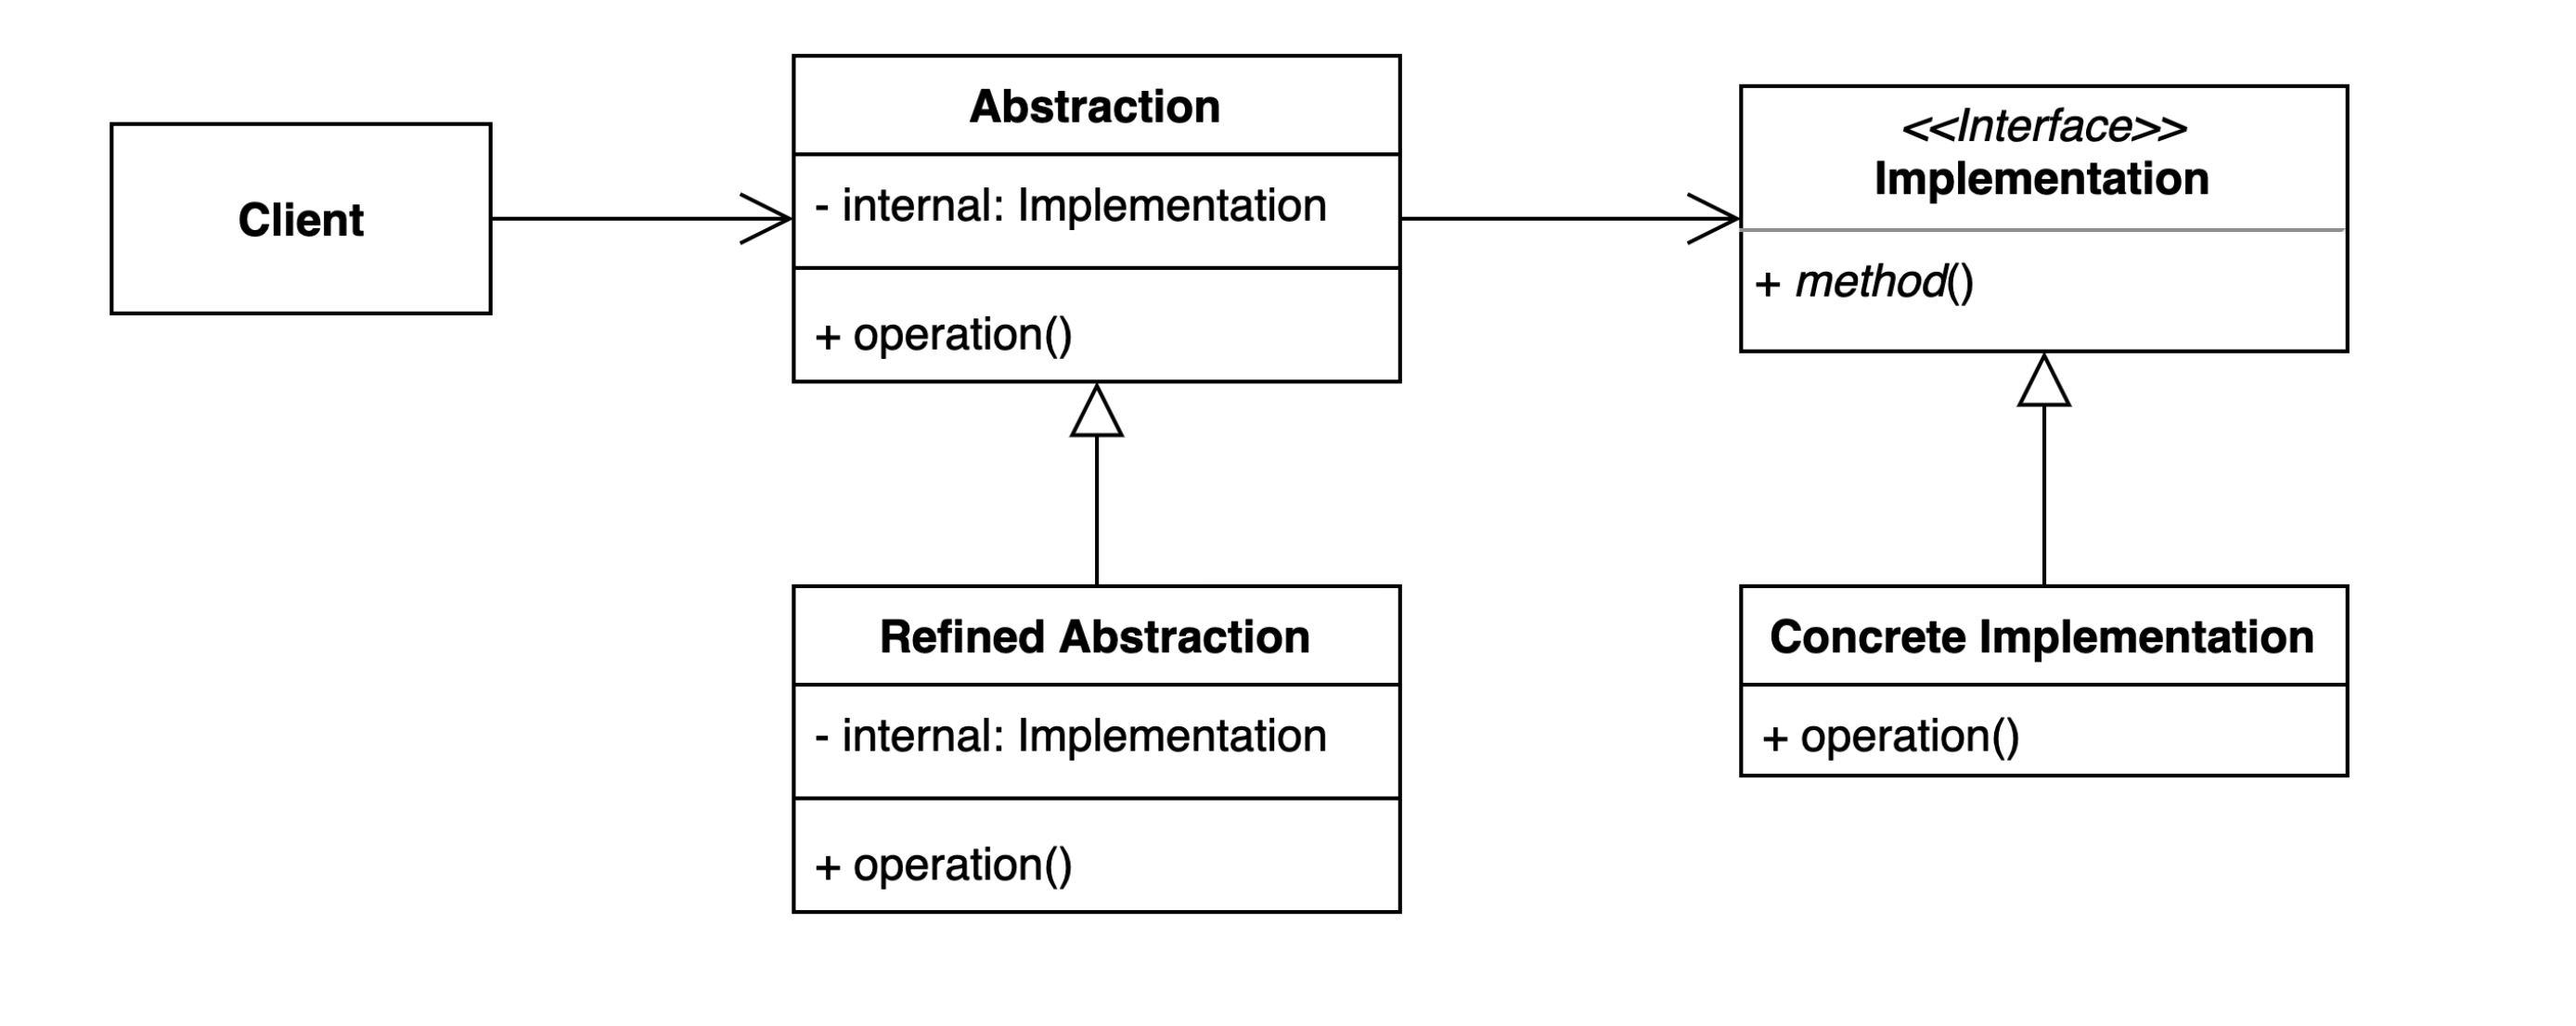 Client
Abstraction
- internal: Implementation
+ operation()
<<Interface>>
Implementation
+ method()
Refined Abstraction
- internal: Implementation
+ operation()
Concrete Implementation
+ operation()